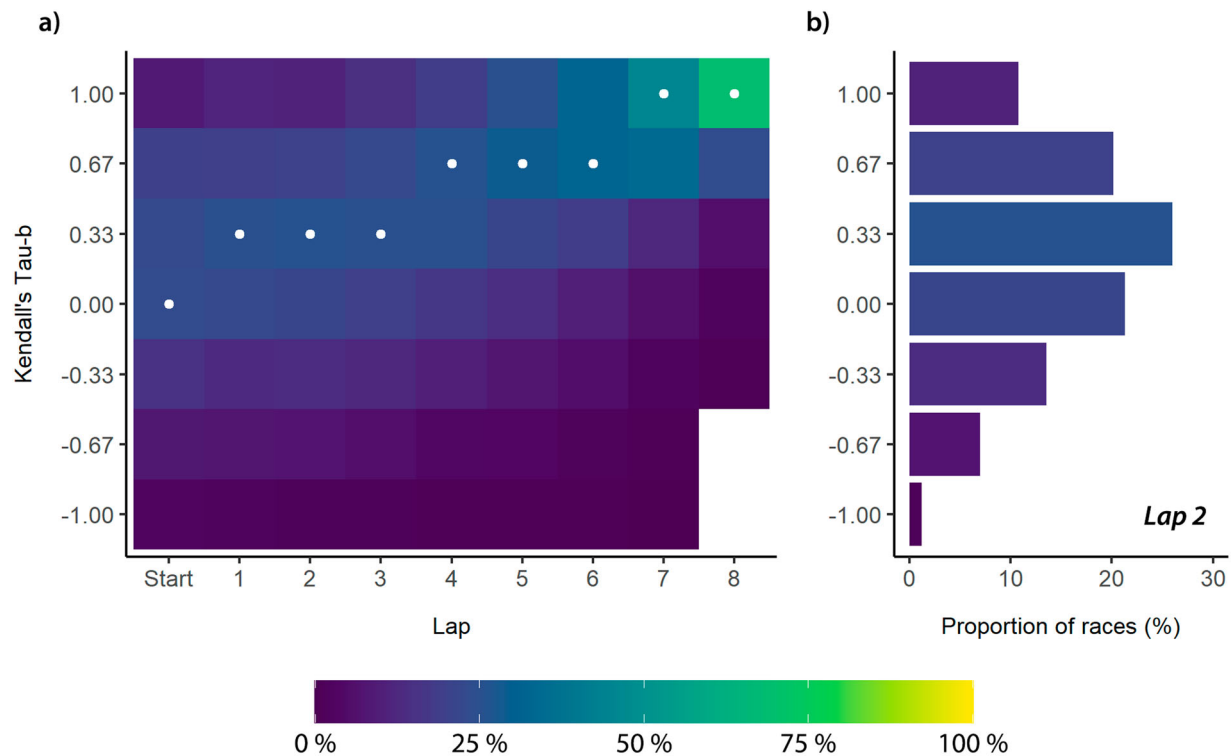 a)
Kendall's Tau-b
1.00
0.67
0.33
0.00
-0.33
-0.67
-1.00
Start 1 2 3 4 5 6 7 8
Lap
b)
1.00
0.67
0.33
0.00
-0.33
-0.67
-1.00
Lap 2
0 10 20 30
Proportion of races (%)
0 % 25 % 50 % 75 % 100 %